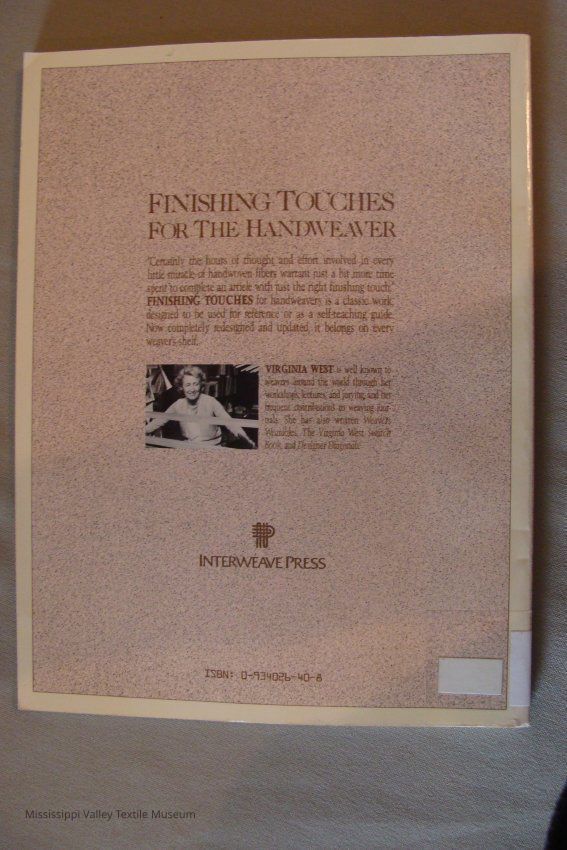 FINISHING TOUCHES
FOR THE HANDWEAVER
"Certainly the hours of thought and effort involved in every
little miracle of handwoven fibers warrant just a bit more time
spent to complete an article with just the right finishing touch."
FINISHING TOUCHES for handweavers is a classic work
designed to be used for reference or as a self-teaching guide.
Now completely redesigned and updated, it belongs on every
weaver's shelf.
VIRGINIA WEST is well known to
weavers around the world through her
workshops, lectures, and jurying, and her
frequent contributions to weaving jour-
nals. She has also written Weavers
Wearables, The Virginia West Swatch
Book, and Designer Diagonals.
INTERWEAVE PRESS
ISBN: 0-934026-40-8
Mississippi Valley Textile Museum